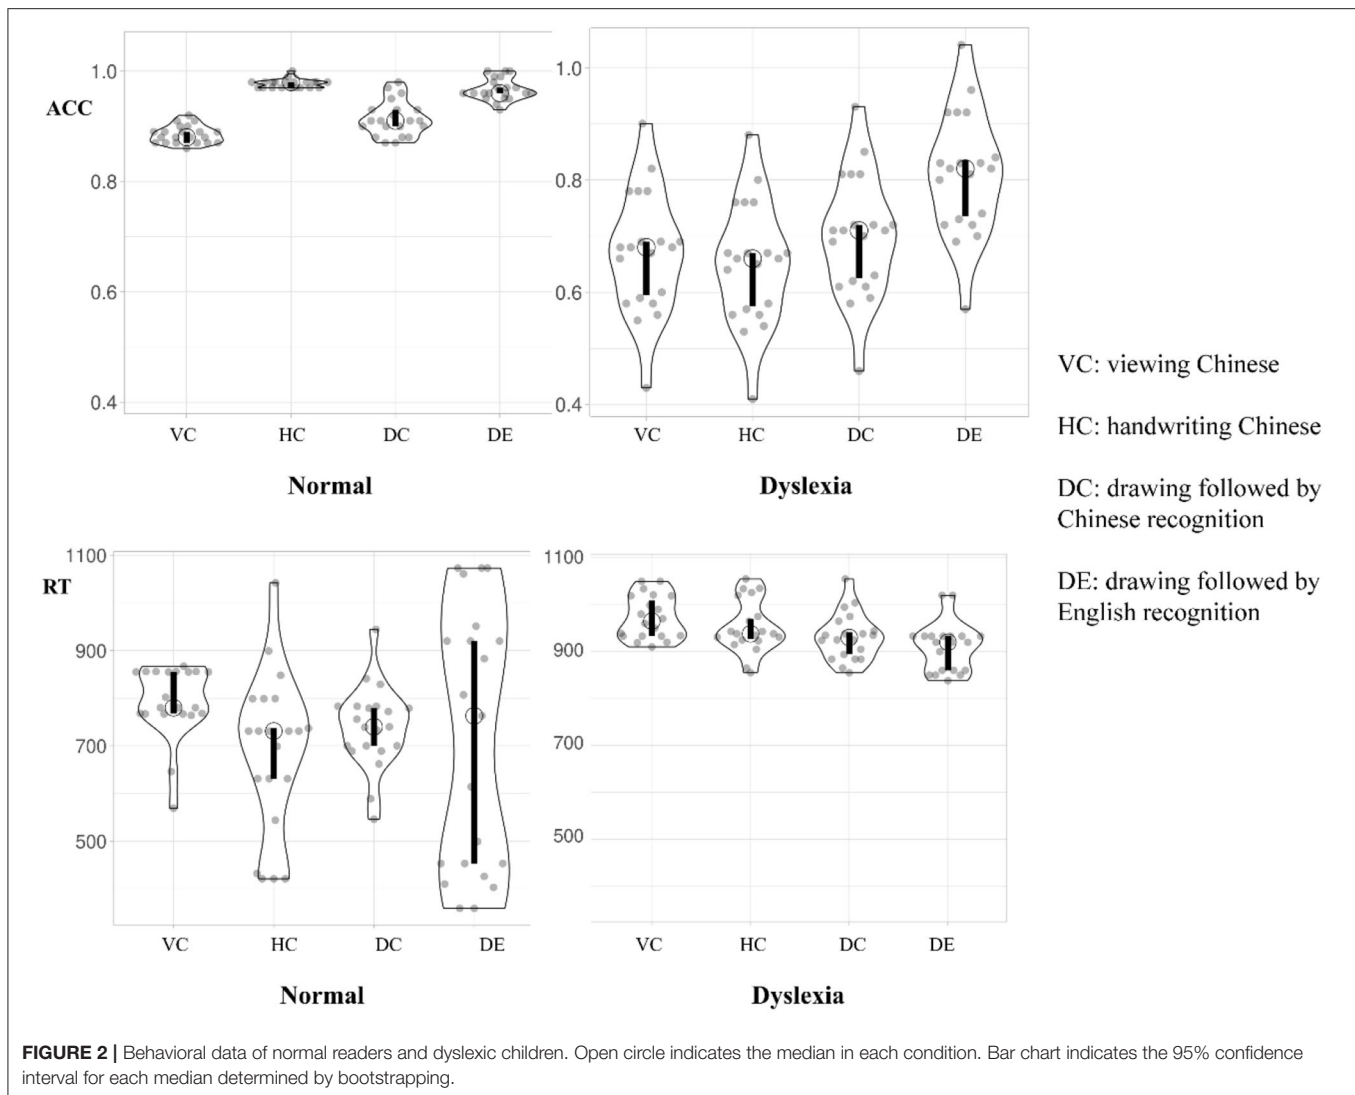 1.0
ACC
0.8
0.6
0.4
VC HC DC DE
Normal
1.0
0.8
0.6
0.4
VC HC DC DE
Dyslexia
VC: viewing Chinese
HC: handwriting Chinese
DC: drawing followed by
Chinese recognition
DE: drawing followed by
English recognition
1100
RT
900
700
500
VC HC DC DE
Normal
1100
900
700
500
VC HC DC DE
Dyslexia
FIGURE 2 | Behavioral data of normal readers and dyslexic children. Open circle indicates the median in each condition. Bar chart indicates the 95% confidence
interval for each median determined by bootstrapping.